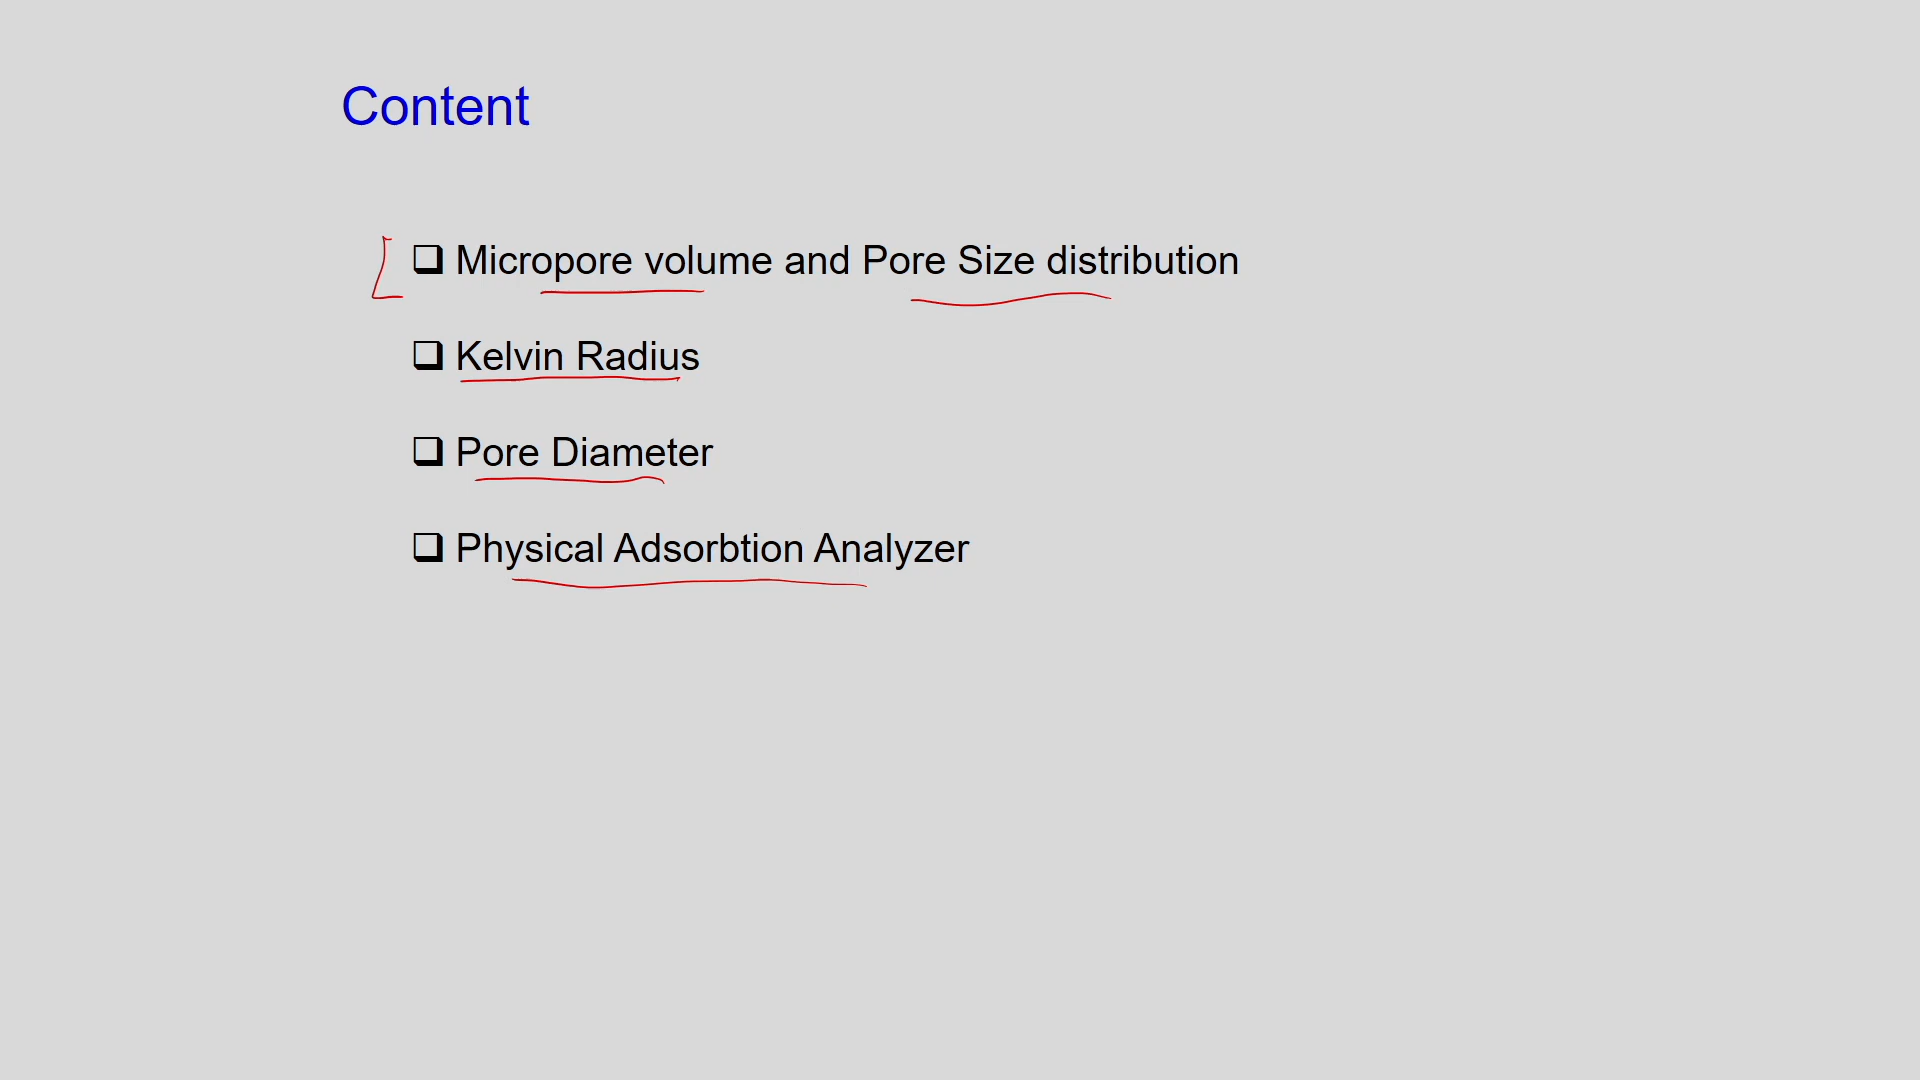 Content
❑ Micropore volume and Pore Size distribution
❑ Kelvin Radius
❑ Pore Diameter
❑ Physical Adsorbtion Analyzer